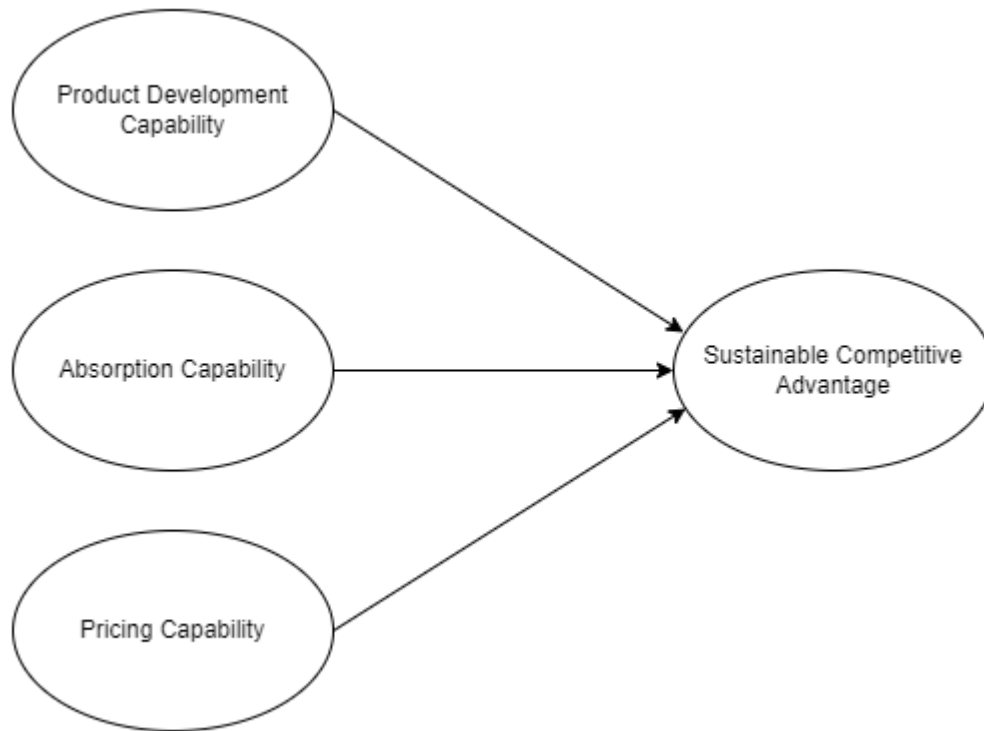 Product Development
Capability
Absorption Capability
Sustainable Competitive
Advantage
Pricing Capability